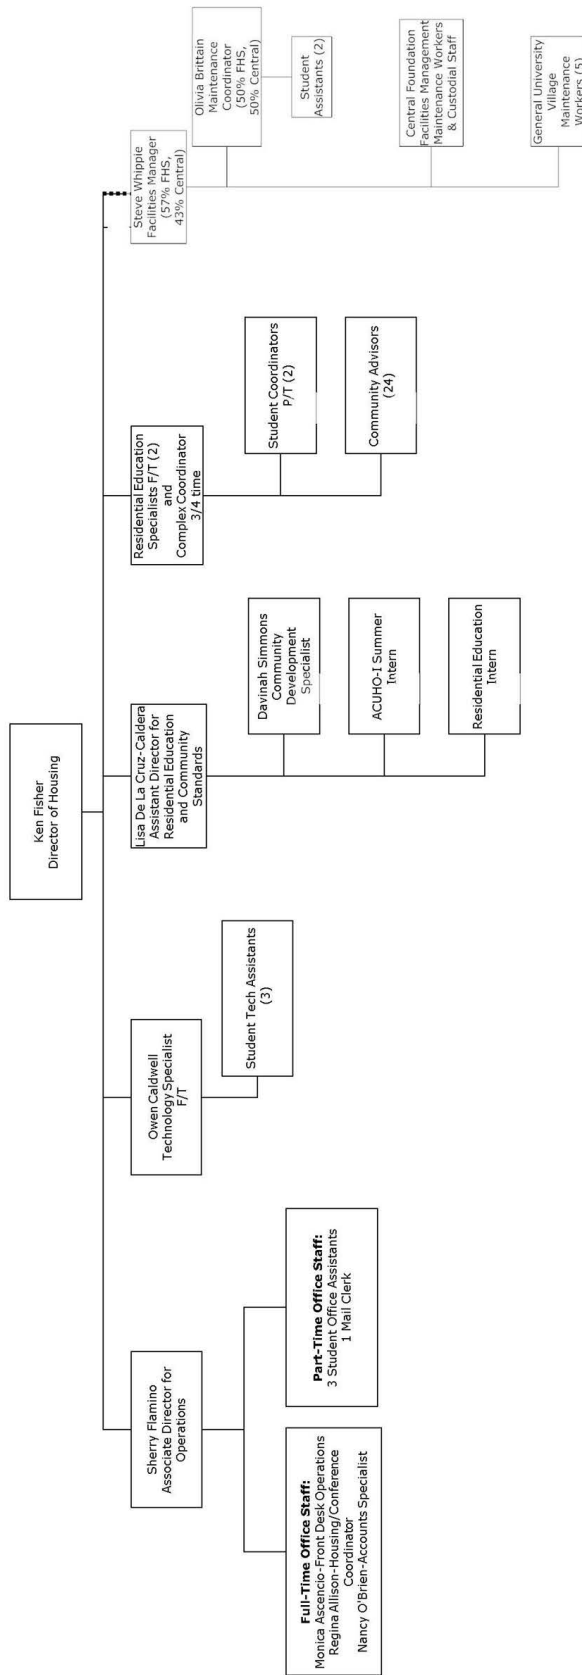 Ken Fisher
Director of Housing
Sherry Flamino
Associate Director for
Operations
Full-Time Office Staff:
Monica Ascencio-Front Desk Operations
Regina Allison-Housing/Conference
Coordinator
Nancy O'Brien-Accounts Specialist
Part-Time Office Staff:
3 Student Office Assistants
1 Mail Clerk
Owen Caldwell
Technology Specialist
F/T
Student Tech Assistants
(3)
Lisa De La Cruz-Caldera
Assistant Director for
Residential Education
and Community
Standards
Davinah Simmons
Community
Development
Specialist
ACUHO-I Summer
Intern
Residential Education
Intern
Residential Education
Specialists F/T (2)
and
Complex Coordinator
3/4 time
Student Coordinators
P/T (2)
Community Advisors
(24)
Steve Whippie
Facilities Manager
(57% FHS,
43% Central)
Olivia Brittain
Maintenance
Coordinator
(50% FHS,
50% Central)
Student
Assistants (2)
Central Foundation
Facilities Management
Maintenance Workers
& Custodial Staff
General University
Village
Maintenance
Workers (5)